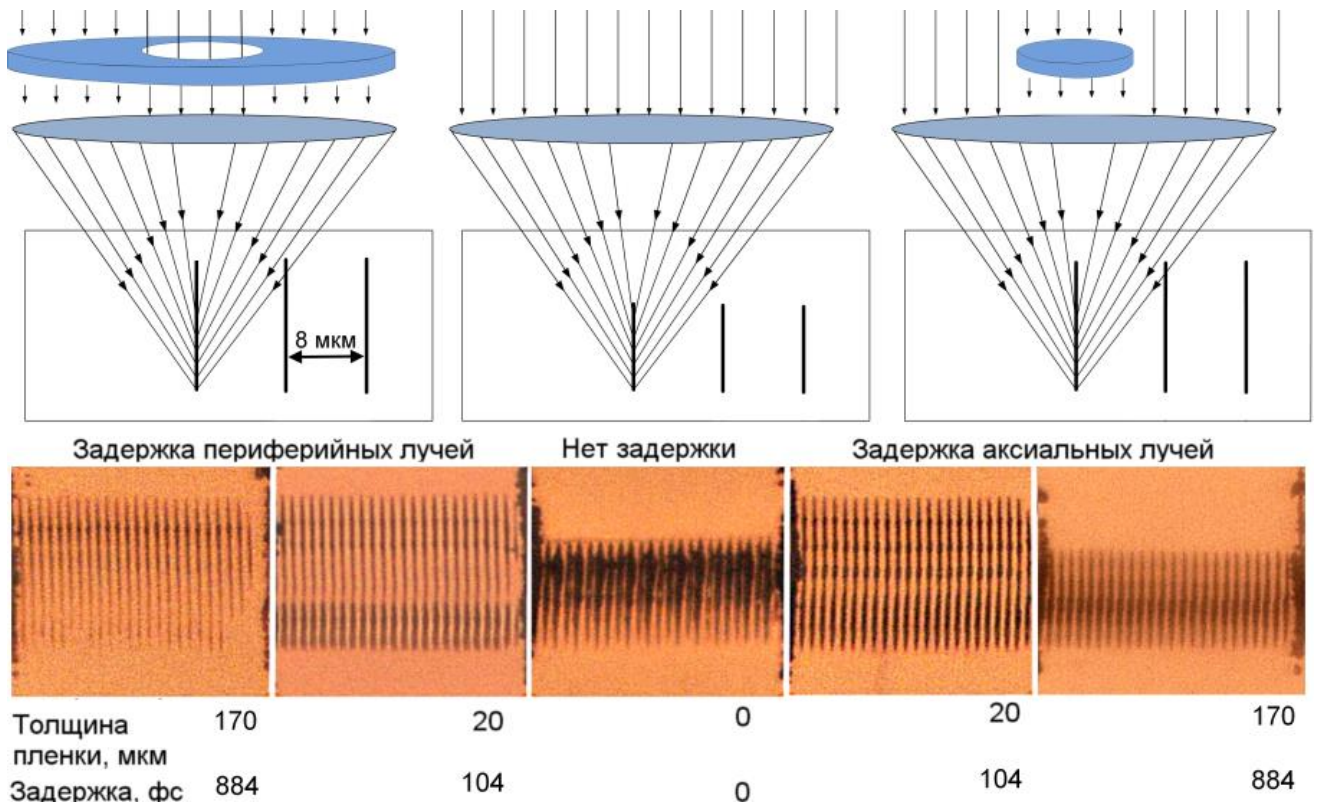 8 мкм
Задержка периферийных лучей Нет задержки Задержка аксиальных лучей
Толщина пленки, мкм 170 20 0 20 170
Задержка, фс 884 104 0 104 884